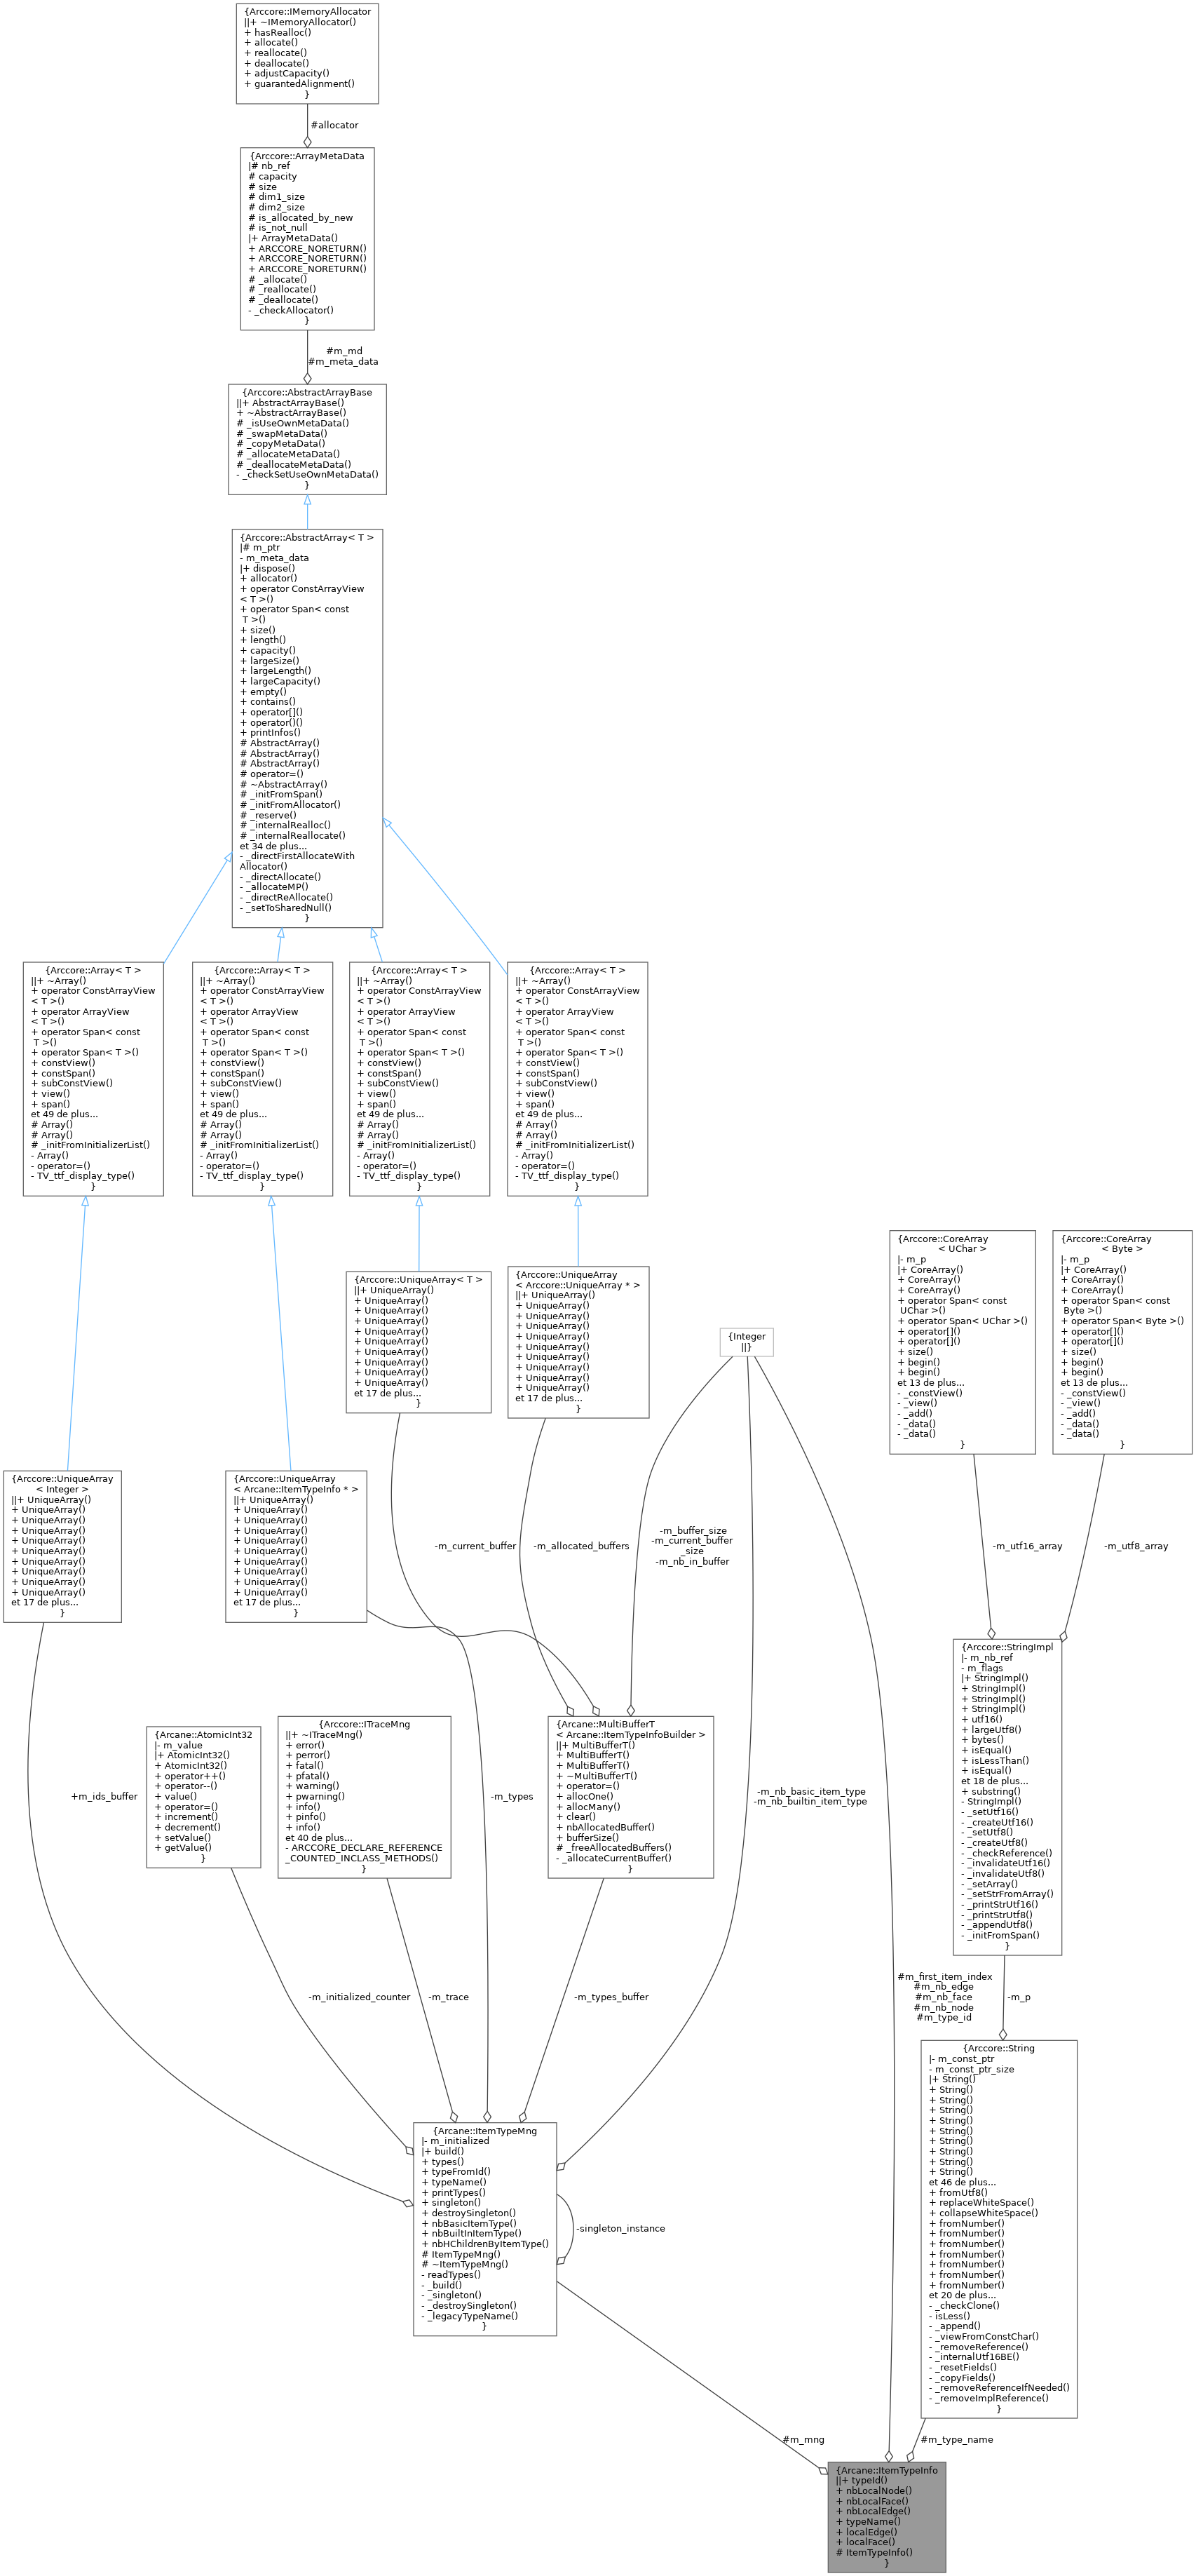 {Arccore::IMemoryAllocator
||+ ~IMemoryAllocator()
+ hasRealloc()
+ allocate()
+ reallocate()
+ deallocate()
+ adjustCapacity()
+ guarantedAlignment()
}
#allocator
{Arccore::ArrayMetaData
|# nb_ref
# capacity
# size
# dim1_size
# dim2_size
# is_allocated_by_new
# is_not_null
|+ ArrayMetaData()
+ ARCCORE_NORETURN()
+ ARCCORE_NORETURN()
+ ARCCORE_NORETURN()
# _allocate()
# _reallocate()
# _deallocate()
- _checkAllocator()
}
#m_md
#m_meta_data
{Arccore::AbstractArrayBase
||+ AbstractArrayBase()
+ ~AbstractArrayBase()
# _isUseOwnMetaData()
# _swapMetaData()
# _copyMetaData()
# _allocateMetaData()
# _deallocateMetaData()
- _checkSetUseOwnMetaData()
}
{Arccore::AbstractArray< T >
|# m_ptr
- m_meta_data
|+ dispose()
+ allocator()
+ operator ConstArrayView
< T >()
+ operator Span< const
T >()
+ size()
+ length()
+ capacity()
+ largeSize()
+ largeLength()
+ largeCapacity()
+ empty()
+ contains()
+ operator[]()
+ operator()()
+ printInfos()
# AbstractArray()
# AbstractArray()
# AbstractArray()
# operator=()
# ~AbstractArray()
# _initFromSpan()
# _initFromAllocator()
# _reserve()
# _internalRealloc()
# _internalReallocate()
et 34 de plus...
- _directFirstAllocateWith
Allocator()
- _directAllocate()
- _allocateMP()
- _directReAllocate()
- _setToSharedNull()
}
{Arccore::Array< T >
||+ ~Array()
+ operator ConstArrayView
< T >()
+ operator ArrayView
< T >()
+ operator Span< const
T >()
+ operator Span< T >()
+ constView()
+ constSpan()
+ subConstView()
+ view()
+ span()
et 49 de plus...
# Array()
# Array()
# _initFromInitializerList()
- Array()
- operator=()
- TV_ttf_display_type()
}
{Arccore::Array< T >
||+ ~Array()
+ operator ConstArrayView
< T >()
+ operator ArrayView
< T >()
+ operator Span< const
T >()
+ operator Span< T >()
+ constView()
+ constSpan()
+ subConstView()
+ view()
+ span()
et 49 de plus...
# Array()
# Array()
# _initFromInitializerList()
- Array()
- operator=()
- TV_ttf_display_type()
}
{Arccore::Array< T >
||+ ~Array()
+ operator ConstArrayView
< T >()
+ operator ArrayView
< T >()
+ operator Span< const
T >()
+ operator Span< T >()
+ constView()
+ constSpan()
+ subConstView()
+ view()
+ span()
et 49 de plus...
# Array()
# Array()
# _initFromInitializerList()
- Array()
- operator=()
- TV_ttf_display_type()
}
{Arccore::Array< T >
||+ ~Array()
+ operator ConstArrayView
< T >()
+ operator ArrayView
< T >()
+ operator Span< const
T >()
+ operator Span< T >()
+ constView()
+ constSpan()
+ subConstView()
+ view()
+ span()
et 49 de plus...
# Array()
# Array()
# _initFromInitializerList()
- Array()
- operator=()
- TV_ttf_display_type()
}
{Arccore::UniqueArray< T >
||+ UniqueArray()
+ UniqueArray()
+ UniqueArray()
+ UniqueArray()
+ UniqueArray()
+ UniqueArray()
+ UniqueArray()
+ UniqueArray()
+ UniqueArray()
+ UniqueArray()
et 17 de plus...
}
{Arccore::UniqueArray
< Arccore::UniqueArray * >
||+ UniqueArray()
+ UniqueArray()
+ UniqueArray()
+ UniqueArray()
+ UniqueArray()
+ UniqueArray()
+ UniqueArray()
+ UniqueArray()
+ UniqueArray()
+ UniqueArray()
et 17 de plus...
}
{Integer
||}
{Arccore::CoreArray
< UChar >
|- m_p
|+ CoreArray()
+ CoreArray()
+ CoreArray()
+ operator Span< const
UChar >()
+ operator Span< UChar >()
+ operator[]()
+ operator[]()
+ size()
+ begin()
+ begin()
et 13 de plus...
- _constView()
- _view()
- _add()
- _data()
- _data()
}
{Arccore::CoreArray
< Byte >
|- m_p
|+ CoreArray()
+ CoreArray()
+ CoreArray()
+ operator Span< const
Byte >()
+ operator Span< Byte >()
+ operator[]()
+ operator[]()
+ size()
+ begin()
+ begin()
et 13 de plus...
- _constView()
- _view()
- _add()
- _data()
- _data()
}
{Arccore::UniqueArray
< Integer >
||+ UniqueArray()
+ UniqueArray()
+ UniqueArray()
+ UniqueArray()
+ UniqueArray()
+ UniqueArray()
+ UniqueArray()
+ UniqueArray()
+ UniqueArray()
+ UniqueArray()
et 17 de plus...
}
{Arccore::UniqueArray
< Arcane::ItemTypeInfo * >
||+ UniqueArray()
+ UniqueArray()
+ UniqueArray()
+ UniqueArray()
+ UniqueArray()
+ UniqueArray()
+ UniqueArray()
+ UniqueArray()
+ UniqueArray()
+ UniqueArray()
et 17 de plus...
}
-m_current_buffer
-m_allocated_buffers
-m_buffer_size
-m_current_buffer
_size
-m_nb_in_buffer
-m_utf16_array
-m_utf8_array
{Arccore::StringImpl
|- m_nb_ref
- m_flags
|+ StringImpl()
+ StringImpl()
+ StringImpl()
+ StringImpl()
+ utf16()
+ largeUtf8()
+ bytes()
+ isEqual()
+ isLessThan()
+ isEqual()
et 18 de plus...
+ substring()
- StringImpl()
- _setUtf16()
- _createUtf16()
- _setUtf8()
- _createUtf8()
- _checkReference()
- _invalidateUtf16()
- _invalidateUtf8()
- _setArray()
- _setStrFromArray()
- _printStrUtf16()
- _printStrUtf8()
- _appendUtf8()
- _initFromSpan()
}
+m_ids_buffer
{Arcane::AtomicInt32
|- m_value
|+ AtomicInt32()
+ AtomicInt32()
+ operator++()
+ operator--()
+ value()
+ operator=()
+ increment()
+ decrement()
+ setValue()
+ getValue()
}
{Arccore::ITraceMng
||+ ~ITraceMng()
+ error()
+ perror()
+ fatal()
+ pfatal()
+ warning()
+ pwarning()
+ info()
+ pinfo()
+ info()
et 40 de plus...
- ARCCORE_DECLARE_REFERENCE
_COUNTED_INCLASS_METHODS()
}
-m_types
{Arcane::MultiBufferT
< Arcane::ItemTypeInfoBuilder >
||+ MultiBufferT()
+ MultiBufferT()
+ MultiBufferT()
+ ~MultiBufferT()
+ operator=()
+ allocOne()
+ allocMany()
+ clear()
+ nbAllocatedBuffer()
+ bufferSize()
# _freeAllocatedBuffers()
- _allocateCurrentBuffer()
}
-m_nb_basic_item_type
-m_nb_builtin_item_type
-m_initialized_counter
-m_trace
-m_types_buffer
#m_first_item_index
#m_nb_edge
#m_nb_face
#m_nb_node
#m_type_id
-m_p
{Arccore::String
|- m_const_ptr
- m_const_ptr_size
|+ String()
+ String()
+ String()
+ String()
+ String()
+ String()
+ String()
+ String()
+ String()
+ String()
et 46 de plus...
+ fromUtf8()
+ replaceWhiteSpace()
+ collapseWhiteSpace()
+ fromNumber()
+ fromNumber()
+ fromNumber()
+ fromNumber()
+ fromNumber()
+ fromNumber()
+ fromNumber()
et 20 de plus...
- _checkClone()
- isLess()
- _append()
- _viewFromConstChar()
- _removeReference()
- _internalUtf16BE()
- _resetFields()
- _copyFields()
- _removeReferenceIfNeeded()
- _removeImplReference()
}
{Arcane::ItemTypeMng
|- m_initialized
|+ build()
+ types()
+ typeFromId()
+ typeName()
+ printTypes()
+ singleton()
+ destroySingleton()
+ nbBasicItemType()
+ nbBuiltInItemType()
+ nbHChildrenByItemType()
# ItemTypeMng()
# ~ItemTypeMng()
- readTypes()
- _build()
- _singleton()
- _destroySingleton()
- _legacyTypeName()
}
-singleton_instance
#m_mng
#m_type_name
{Arcane::ItemTypeInfo
||+ typeId()
+ nbLocalNode()
+ nbLocalFace()
+ nbLocalEdge()
+ typeName()
+ localEdge()
+ localFace()
# ItemTypeInfo()
}